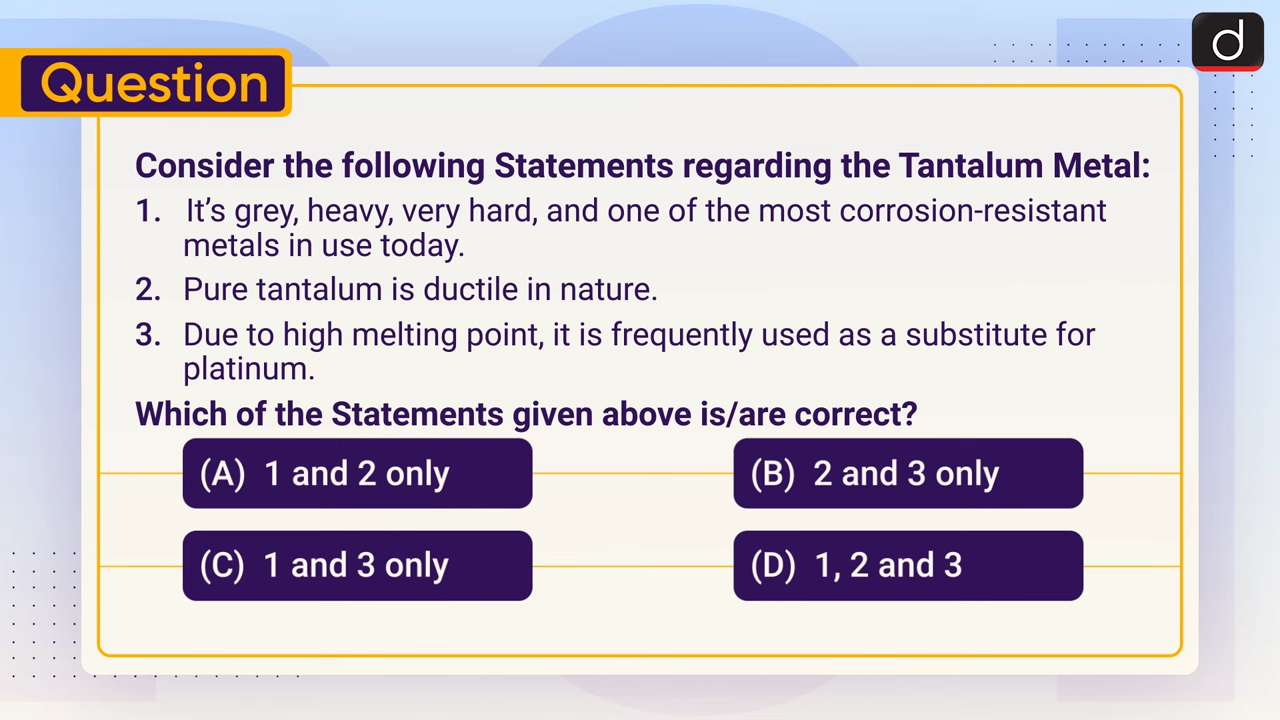 d
Question
Consider the following Statements regarding the Tantalum Metal:
1. It’s grey, heavy, very hard, and one of the most corrosion-resistant
metals in use today.
2. Pure tantalum is ductile in nature.
3. Due to high melting point, it is frequently used as a substitute for
platinum.
Which of the Statements given above is/are correct?
(A) 1 and 2 only
(B) 2 and 3 only
(C) 1 and 3 only
(D) 1, 2 and 3